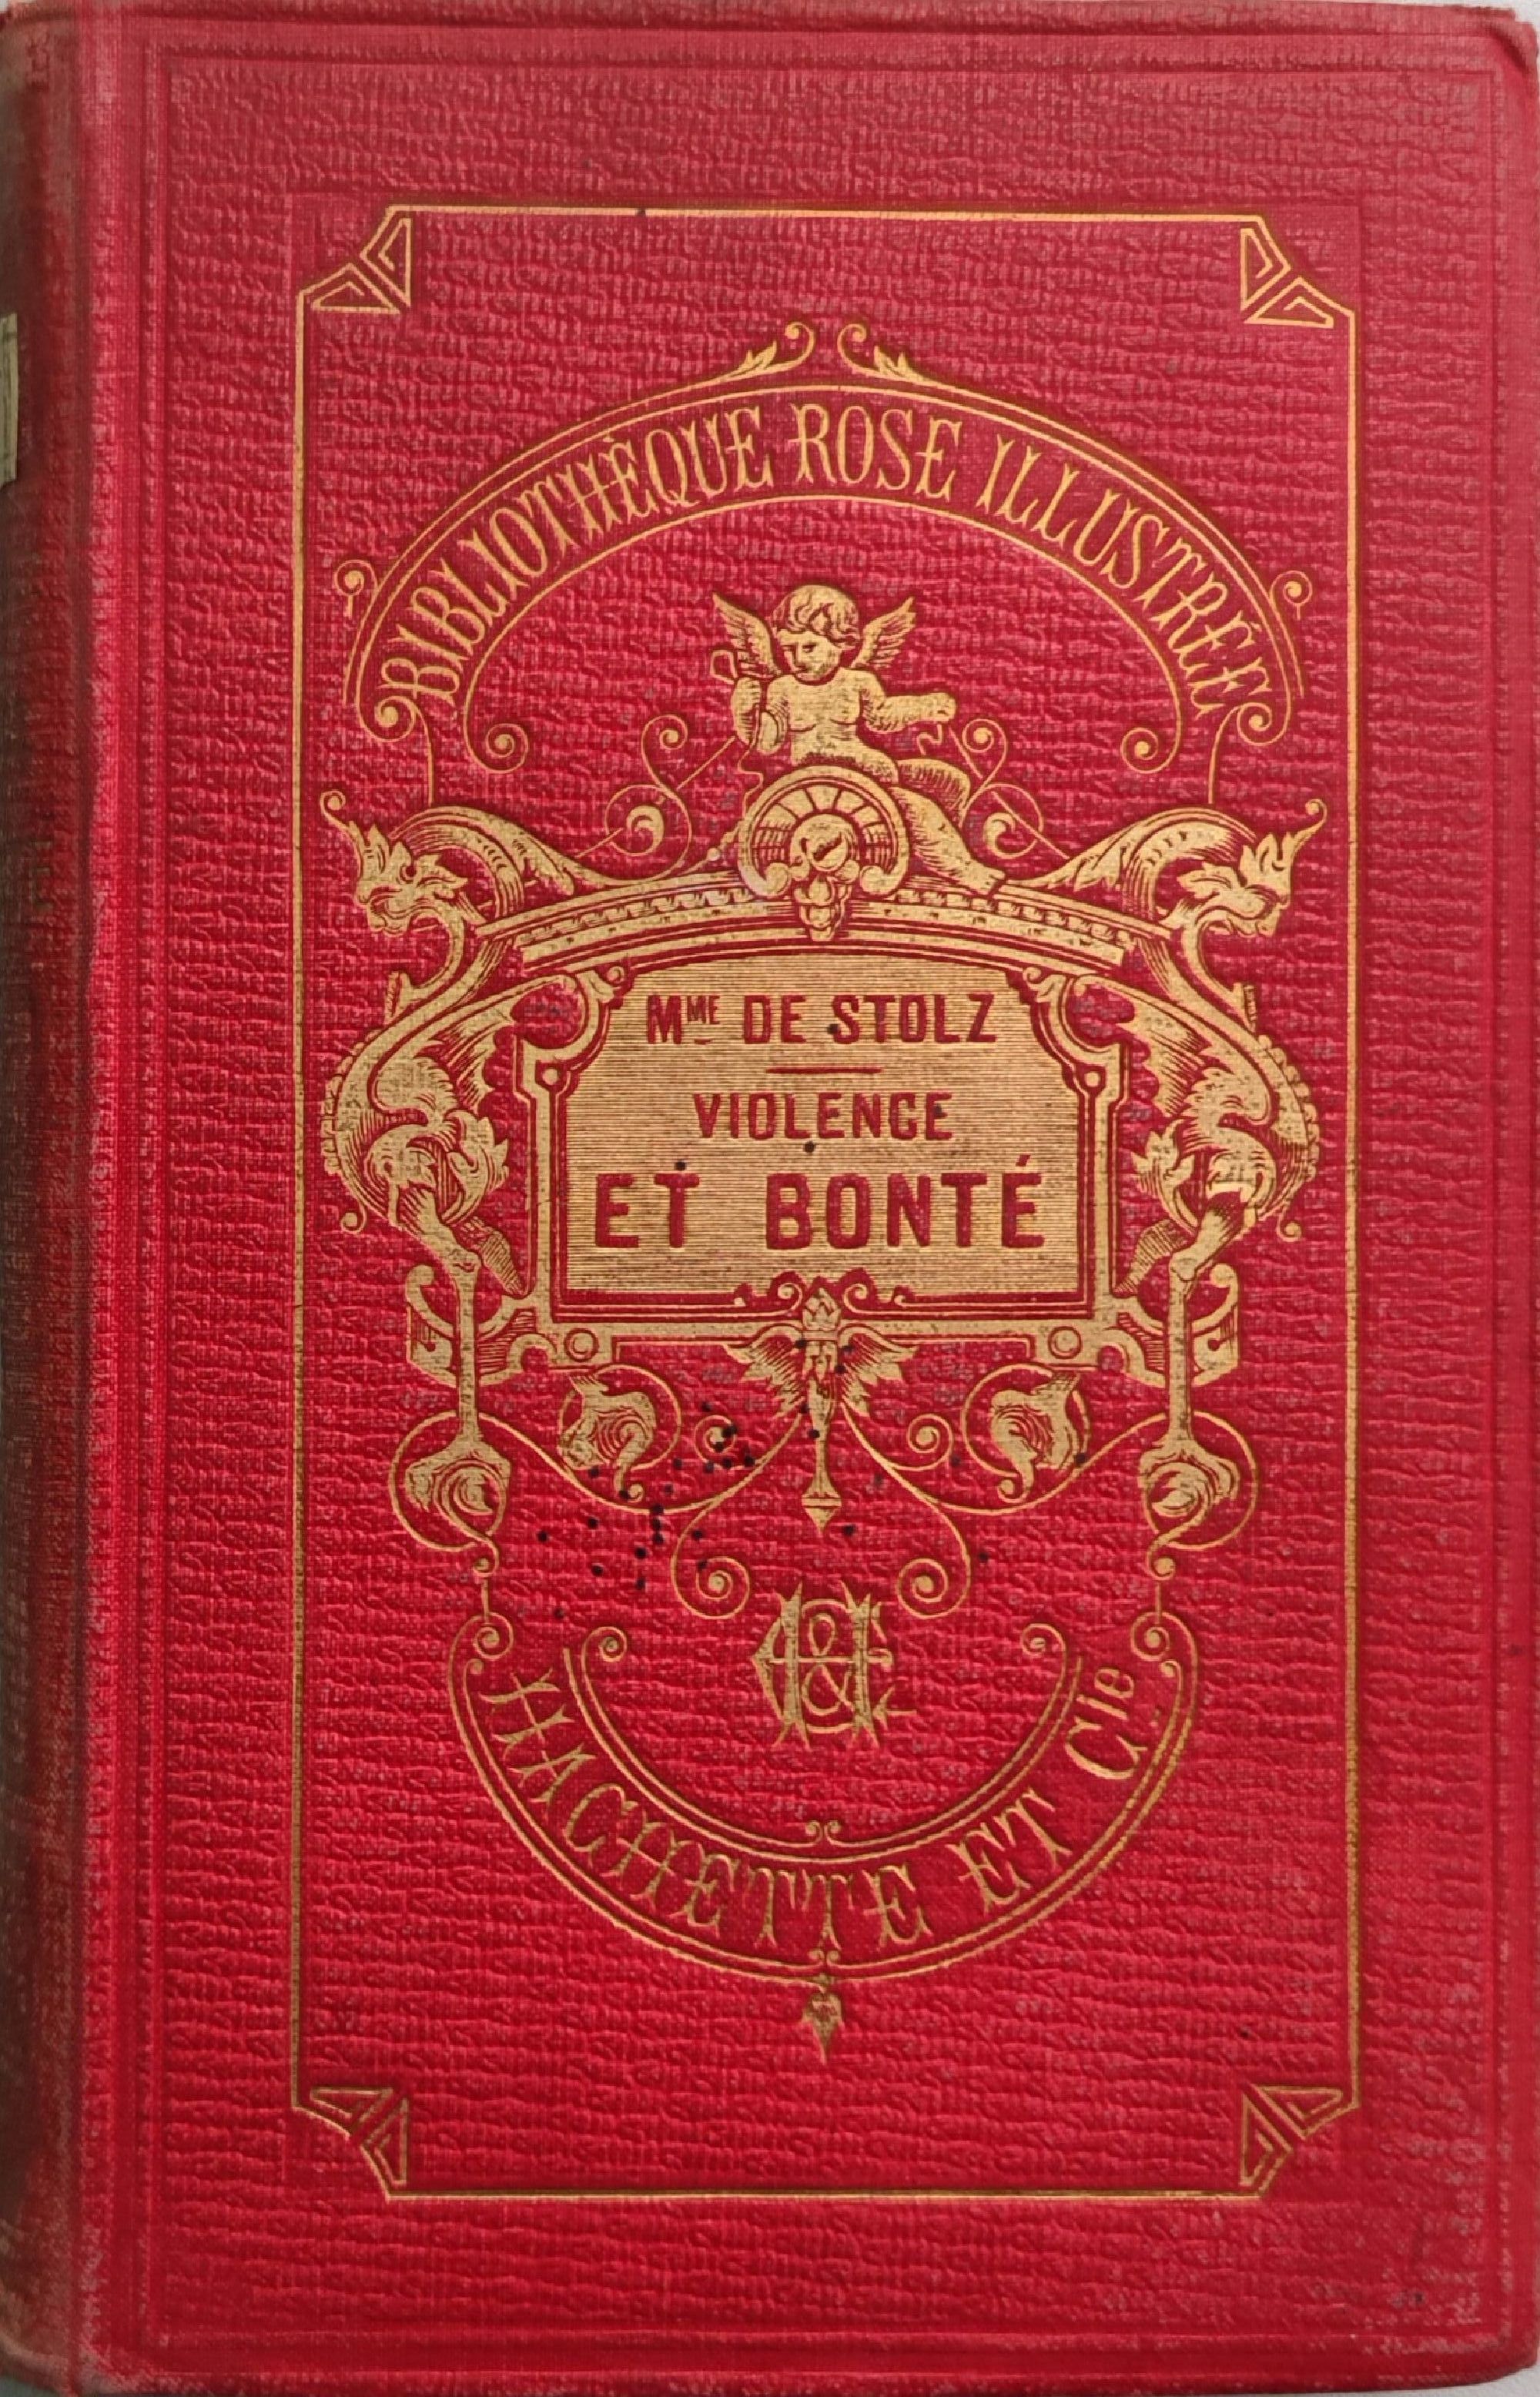 BIBLIOTHÈQUE ROSE ILLUSTRÉE
Mme DE STOLZ
VIOLENCE
ET BONTÉ
H&C
HACHETTE ET Cie